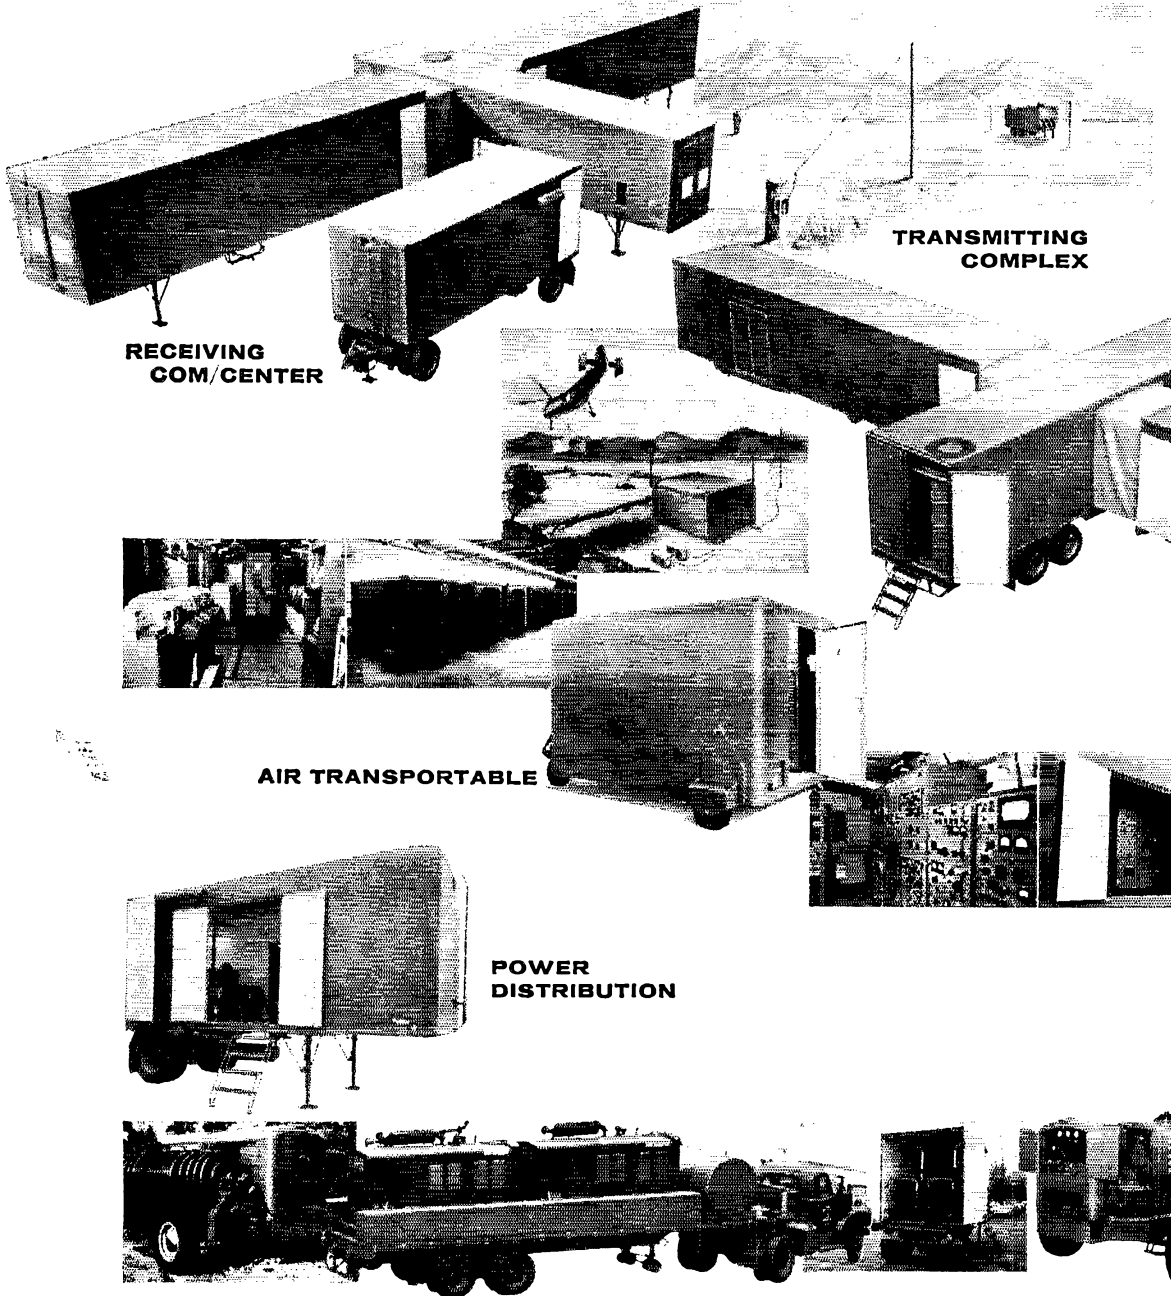 TRANSMITTING
COMPLEX
RECEIVING
COM/CENTER
AIR TRANSPORTABLE
POWER
DISTRIBUTION